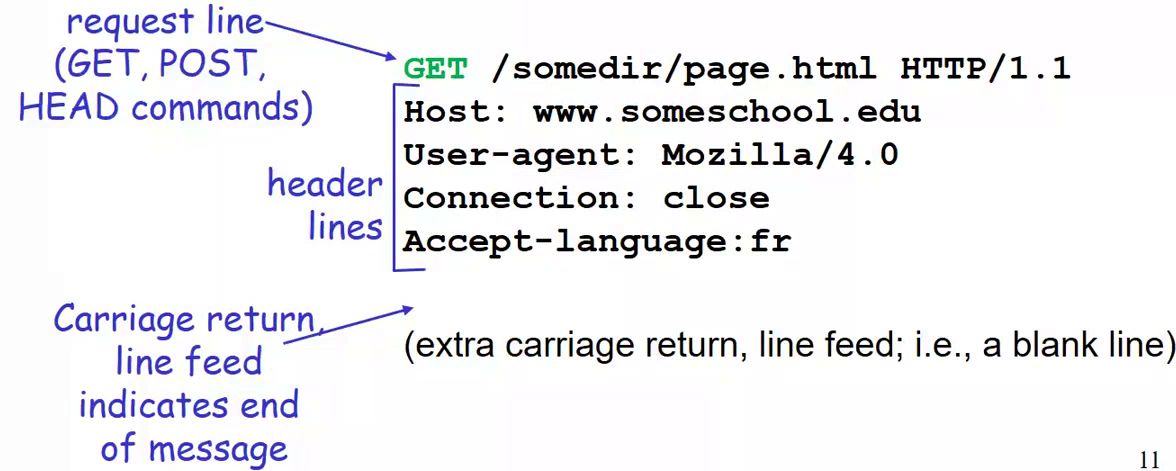 request line
(GET, POST,
HEAD commands)
GET /somedir/page.html HTTP/1.1
Host: www.someschool.edu
User-agent: Mozilla/4.0
Connection: close
Accept-language:fr
header
lines
Carriage return,
line feed
indicates end
of message
(extra carriage return, line feed; i.e., a blank line)
11